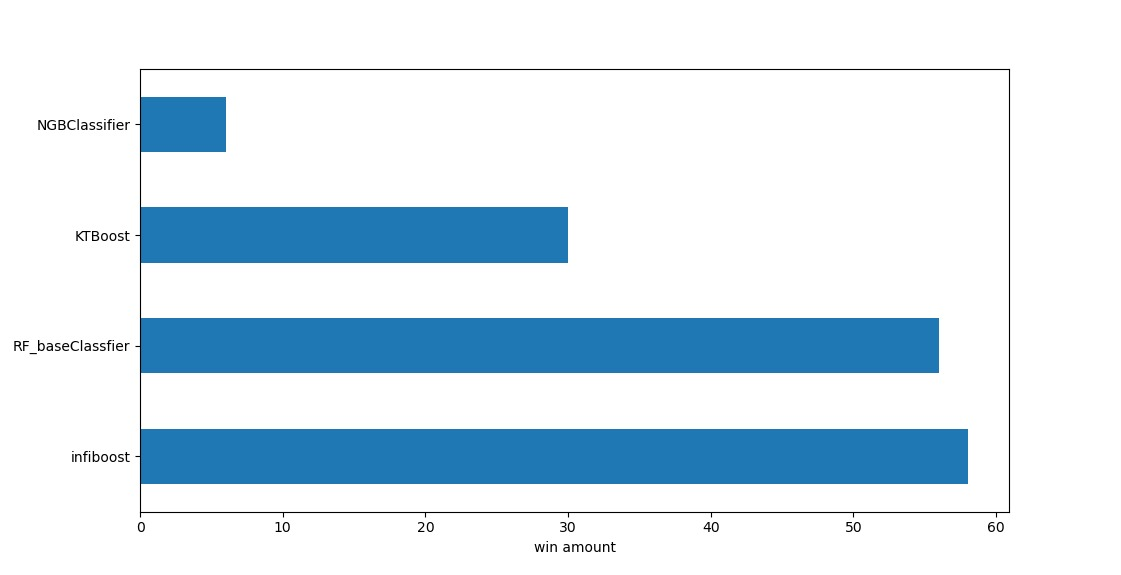 NGBClassifier
KTBoost
RF_baseClassfier
infiboost
0 10 20 30 40 50 60
win amount